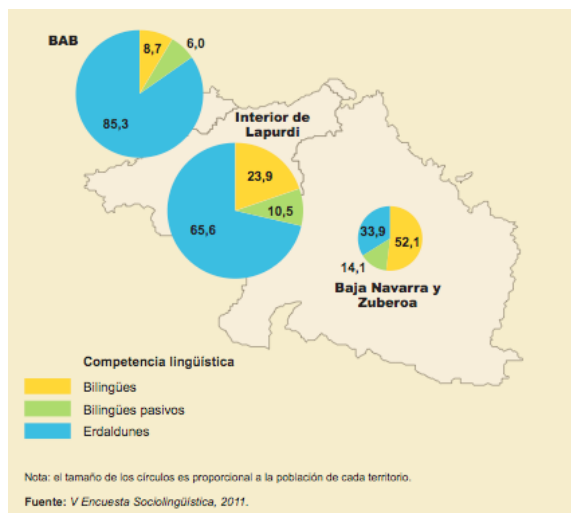 BAB
8,7
6,0
85,3
Interior de
Lapurdi
23,9
10,5
65,6
33,9
52,1
14,1
Baja Navarra y
Zuberoa
Competencia lingüística
Bilingües
Bilingües pasivos
Erdaldunes
Nota: el tamaño de los círculos es proporcional a la población de cada territorio.
Fuente: V Encuesta Sociolingüística, 2011.